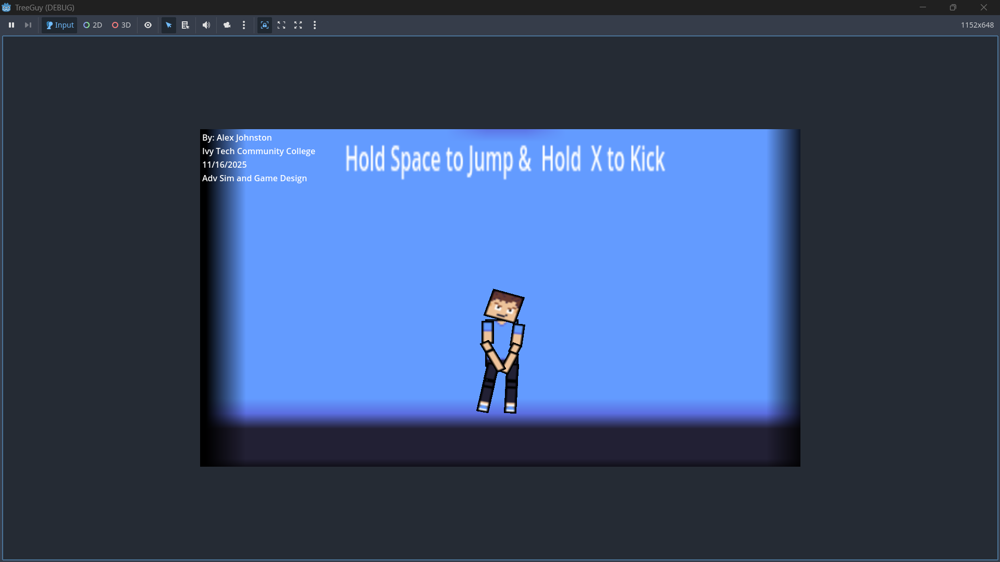 TreeGuy (DEBUG)
Input 2D 3D 1152x648
By: Alex Johnston
Ivy Tech Community College
11/16/2025
Adv Sim and Game Design
Hold Space to Jump & Hold X to Kick